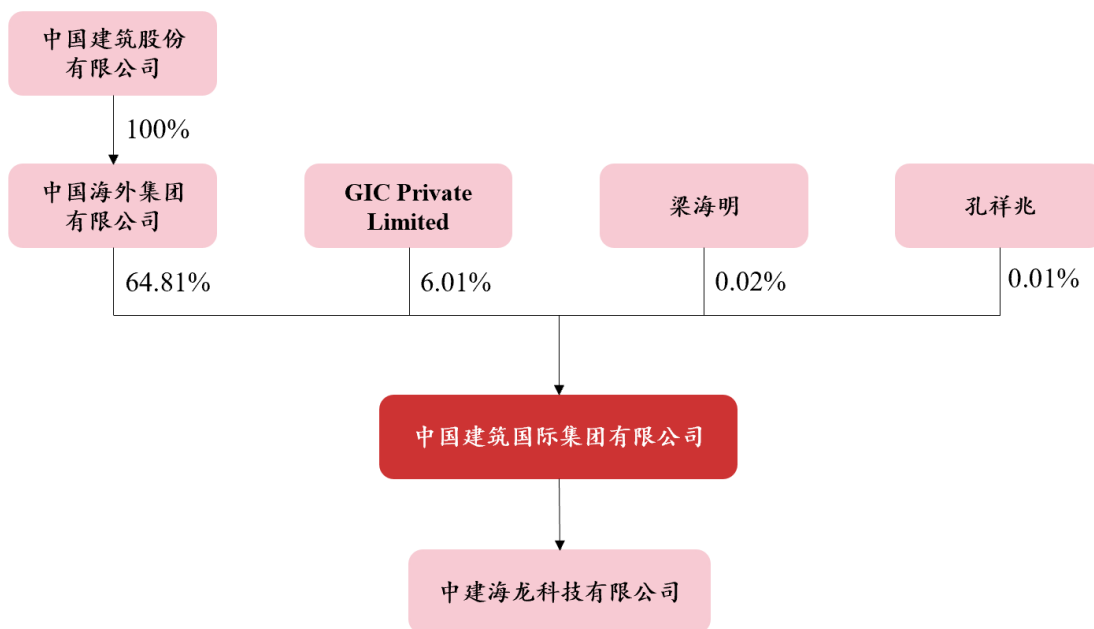 中国建筑股份
有限公司
100%
中国海外集团
有限公司
GIC Private
Limited
梁海明
孔祥兆
64.81%
6.01%
0.02%
0.01%
中国建筑国际集团有限公司
中建海龙科技有限公司